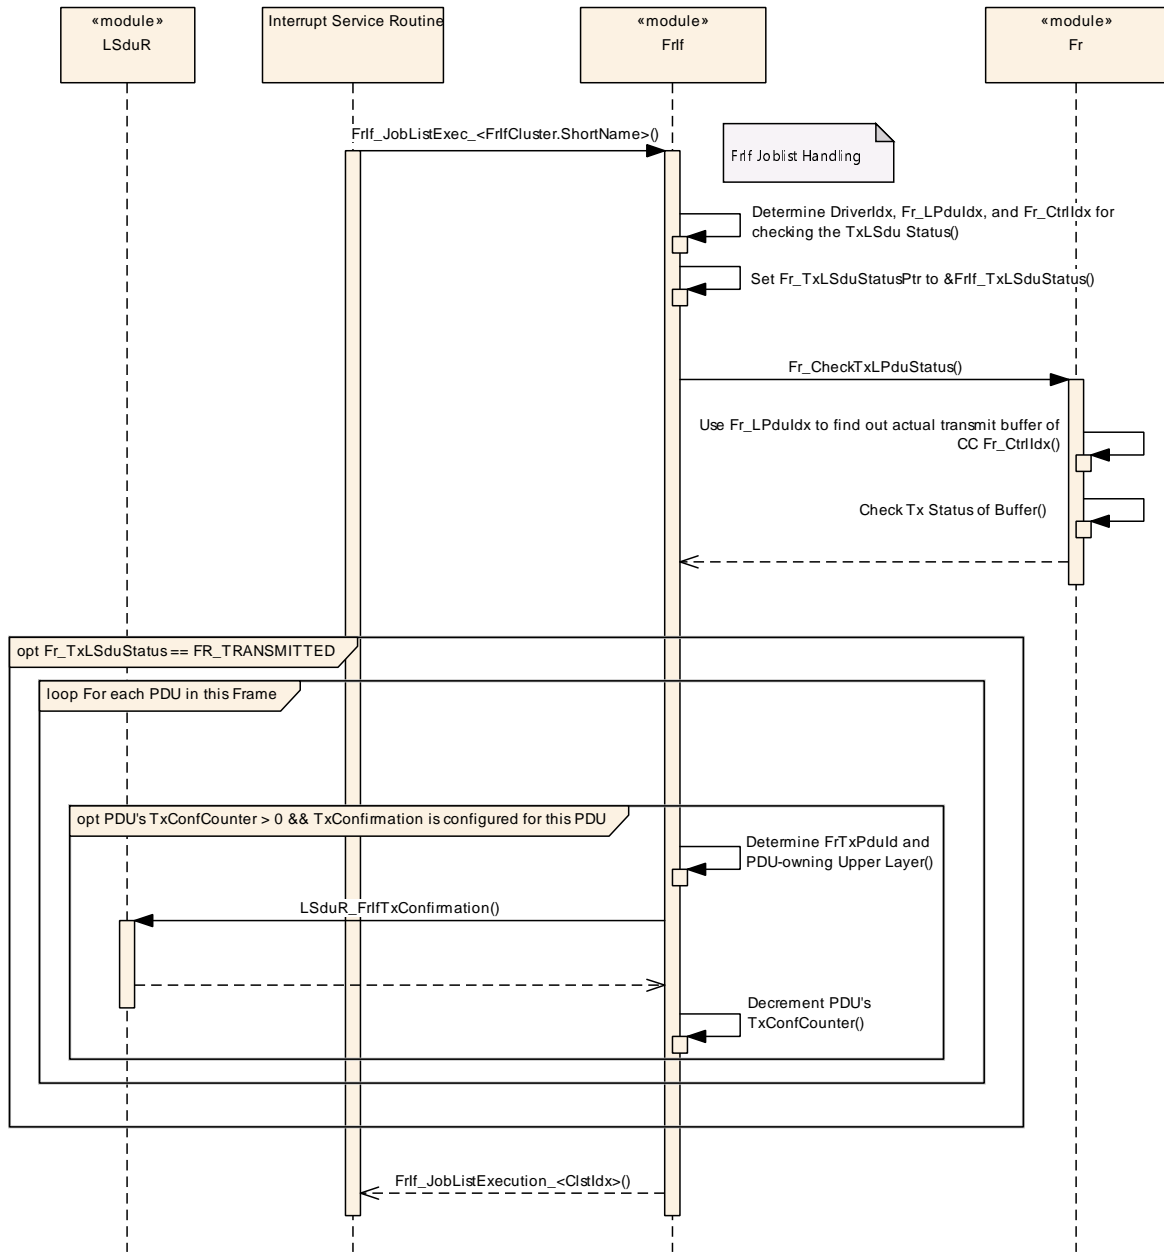 «module»
LSduR
Interrupt Service Routine
«module»
FrIf
«module»
Fr
FrIf_JobListExec_<FrIfCluster.ShortName>()
FrIf Joblist Handling
Determine DriverIdx, Fr_LPduIdx, and Fr_CtrlIdx for
checking the TxLSdu Status()
Set Fr_TxLSduStatusPtr to &FrIf_TxLSduStatus()
Fr_CheckTxLPduStatus()
Use Fr_LPduIdx to find out actual transmit buffer of
CC Fr_CtrlIdx()
Check Tx Status of Buffer()
opt Fr_TxLSduStatus == FR_TRANSMITTED
loop For each PDU in this Frame
opt PDU's TxConfCounter > 0 && TxConfirmation is configured for this PDU
Determine FrTxPduId and
PDU-owning Upper Layer()
LSduR_FrIfTxConfirmation()
Decrement PDU's
TxConfCounter()
FrIf_JobListExecution_<ClstIdx>()